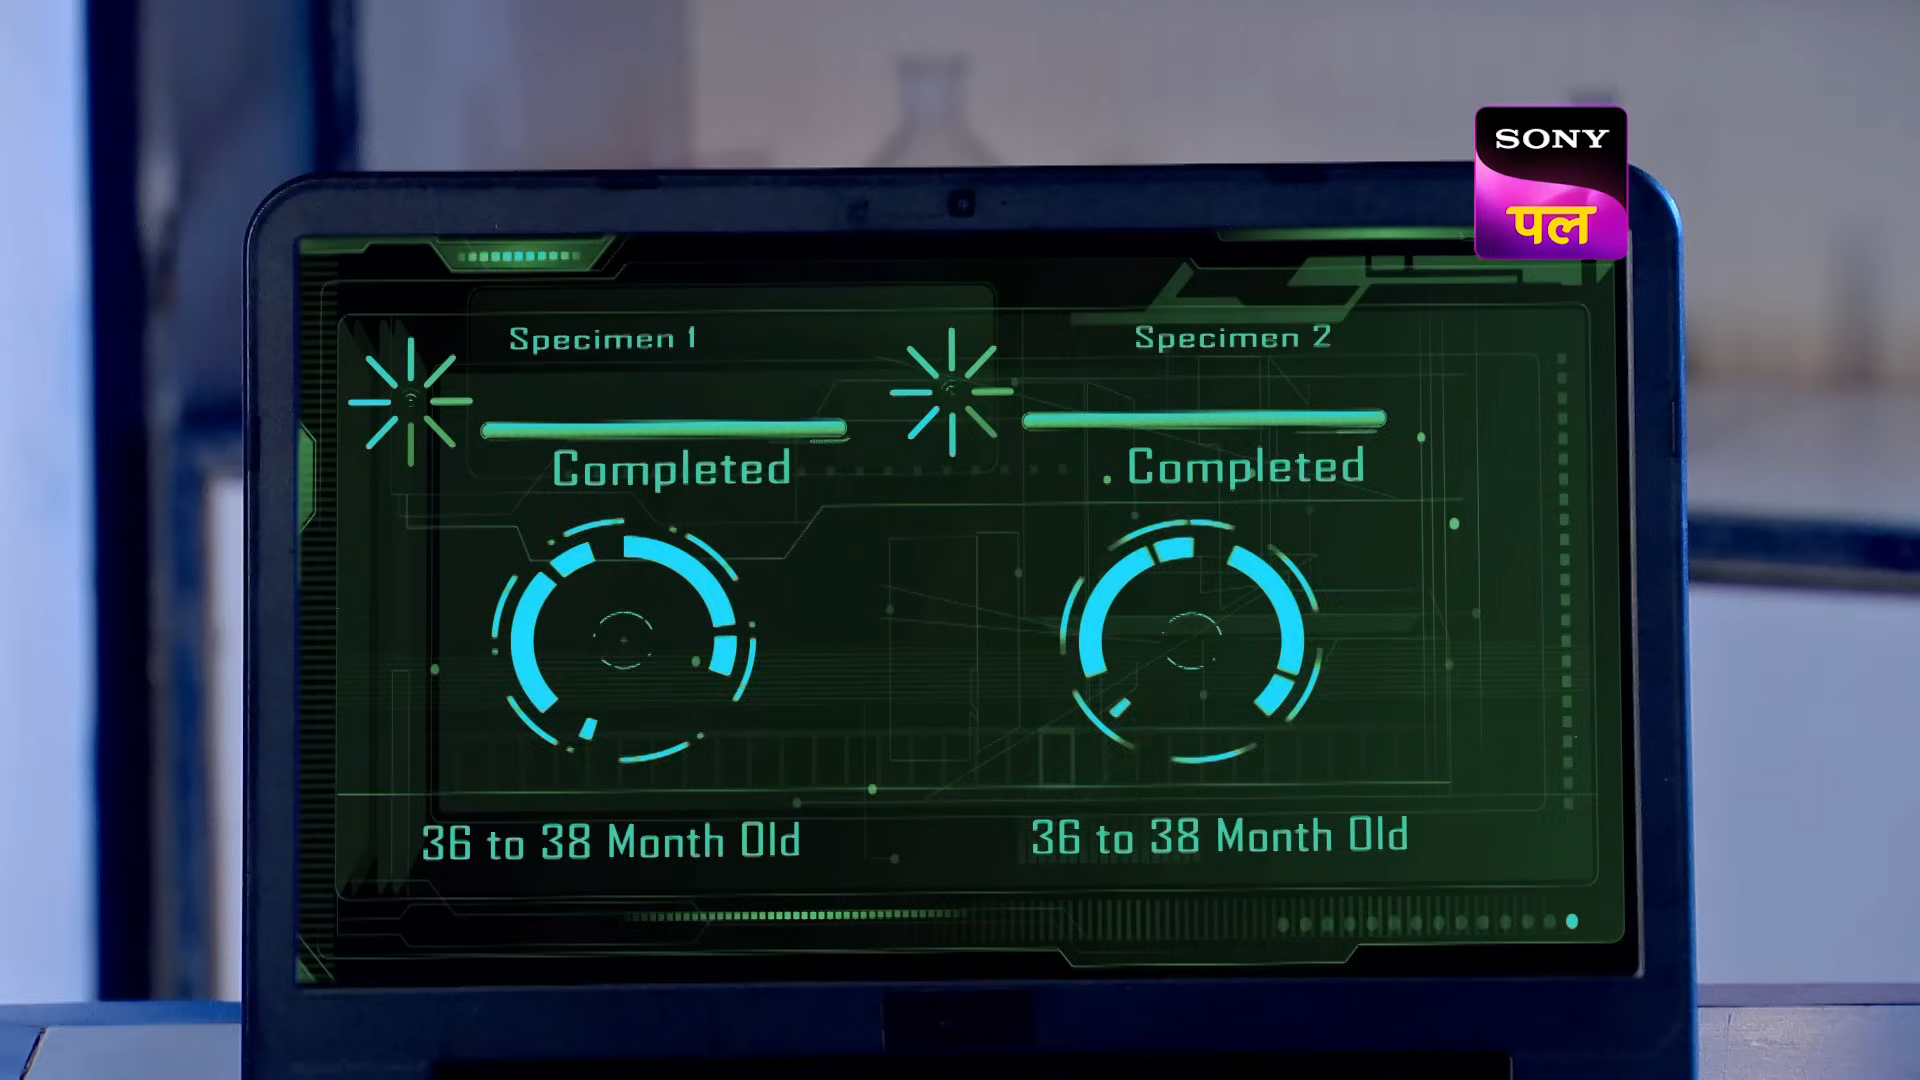 SONY
पल
Specimen 1
Specimen 2
Completed
Completed
36 to 38 Month Old
36 to 38 Month Old